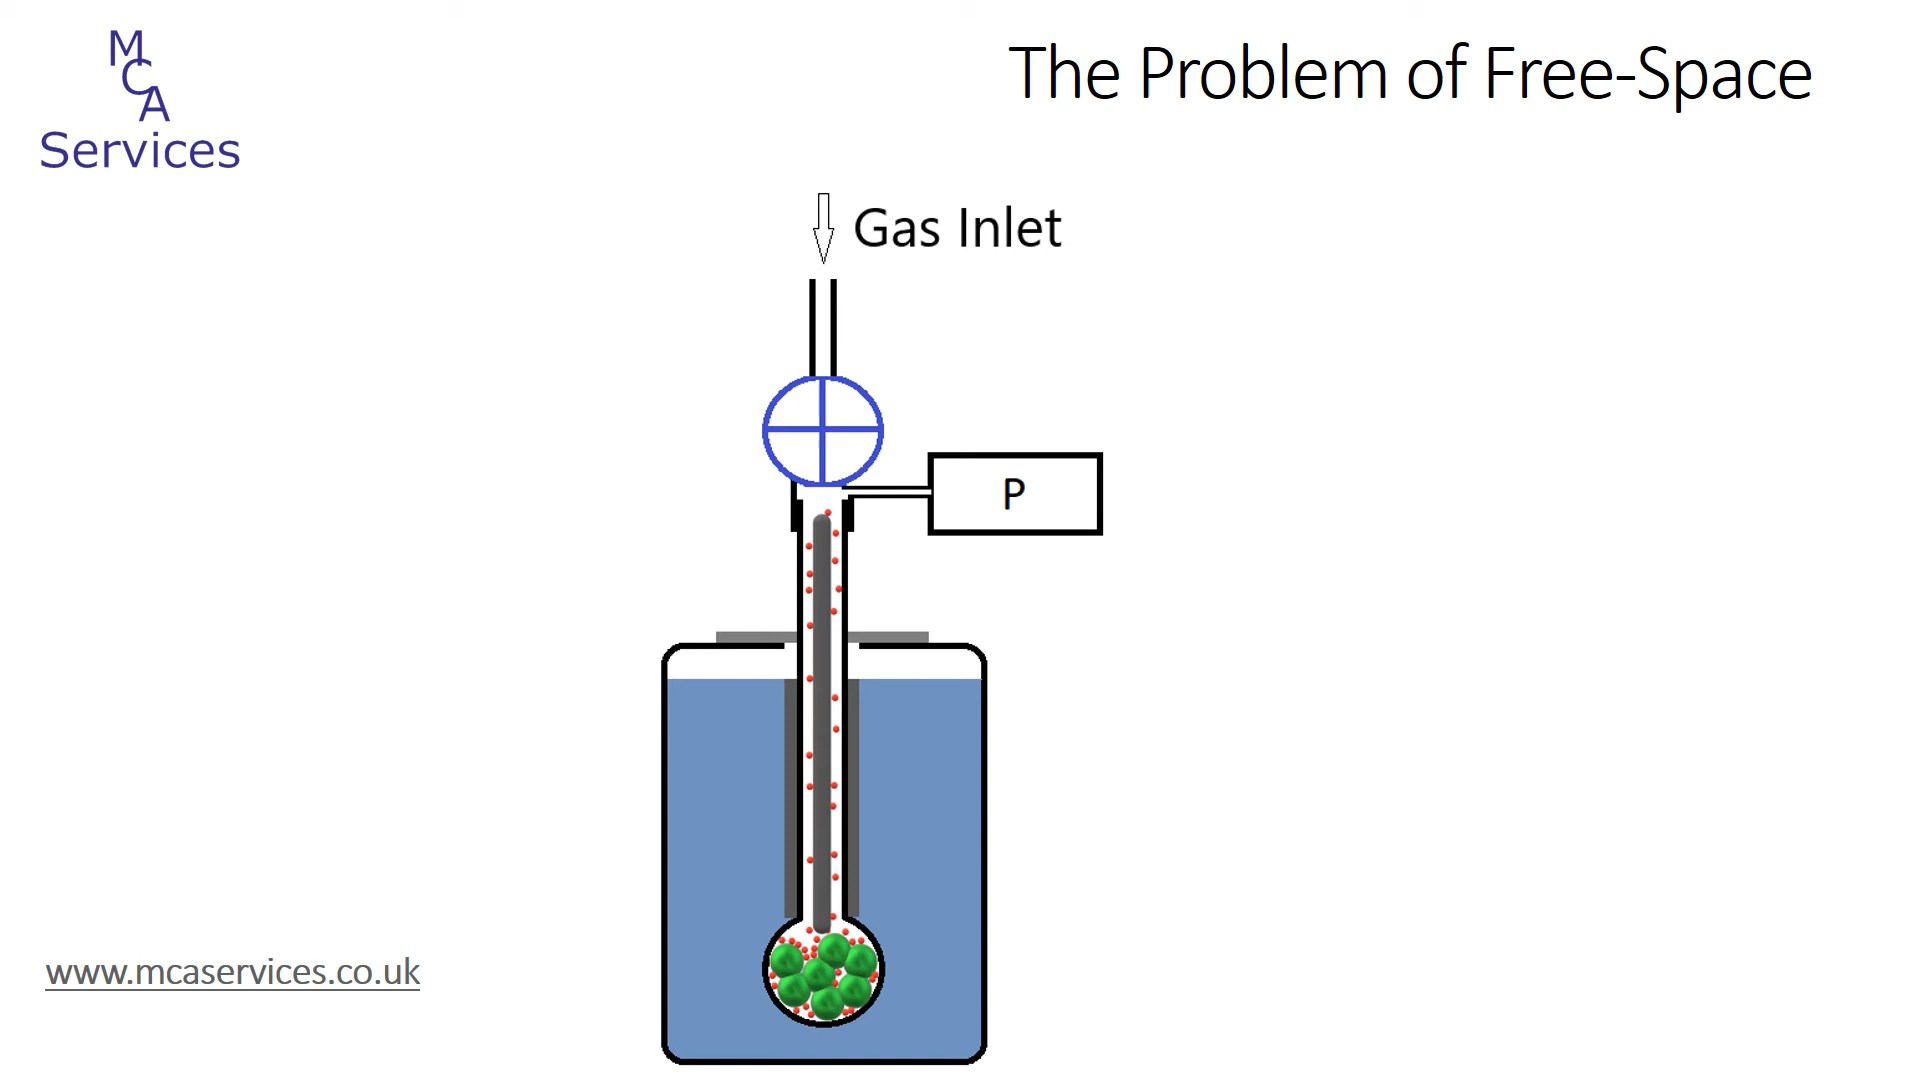 M
C
A
Services
The Problem of Free-Space
Gas Inlet
P
www.mcaservices.co.uk